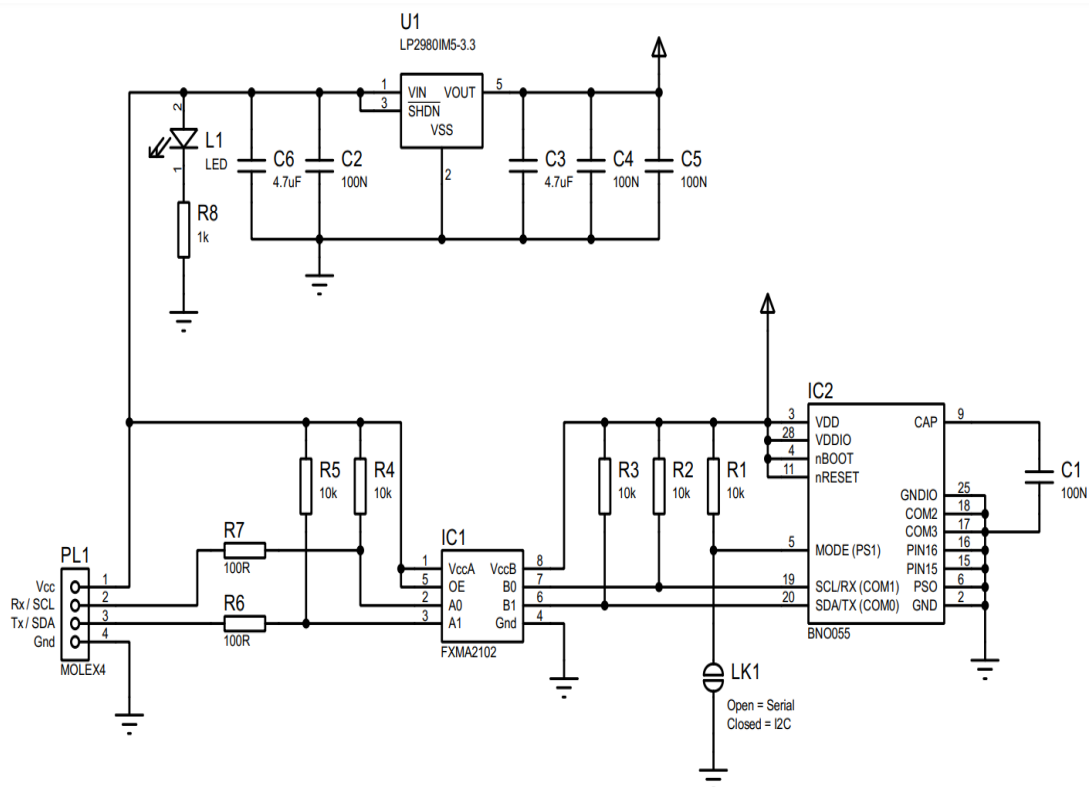 U1
LP2980IM5-3.3
1 VIN VOUT 5
3 SHDN
VSS
2
2
L1
LED
1
R8
1k
C6
4.7uF
C2
100N
C3
4.7uF
C4
100N
C5
100N
R5
10k
R4
10k
R3
10k
R2
10k
R1
10k
R7
100R
R6
100R
PL1
Vcc 1
Rx / SCL 2
Tx / SDA 3
Gnd 4
MOLEX4
IC1
1 VccA VccB 8
5 OE B0 7
2 A0 B1 6
3 A1 Gnd 4
FXMA2102
LK1
Open = Serial
Closed = I2C
IC2
3 VDD CAP 9
28 VDDIO
4 nBOOT
11 nRESET
GNDIO 25
COM2 18
COM3 17
5 MODE (PS1) PIN16 16
PIN15 15
19 SCL/RX (COM1) PSO 6
20 SDA/TX (COM0) GND 2
BNO055
C1
100N